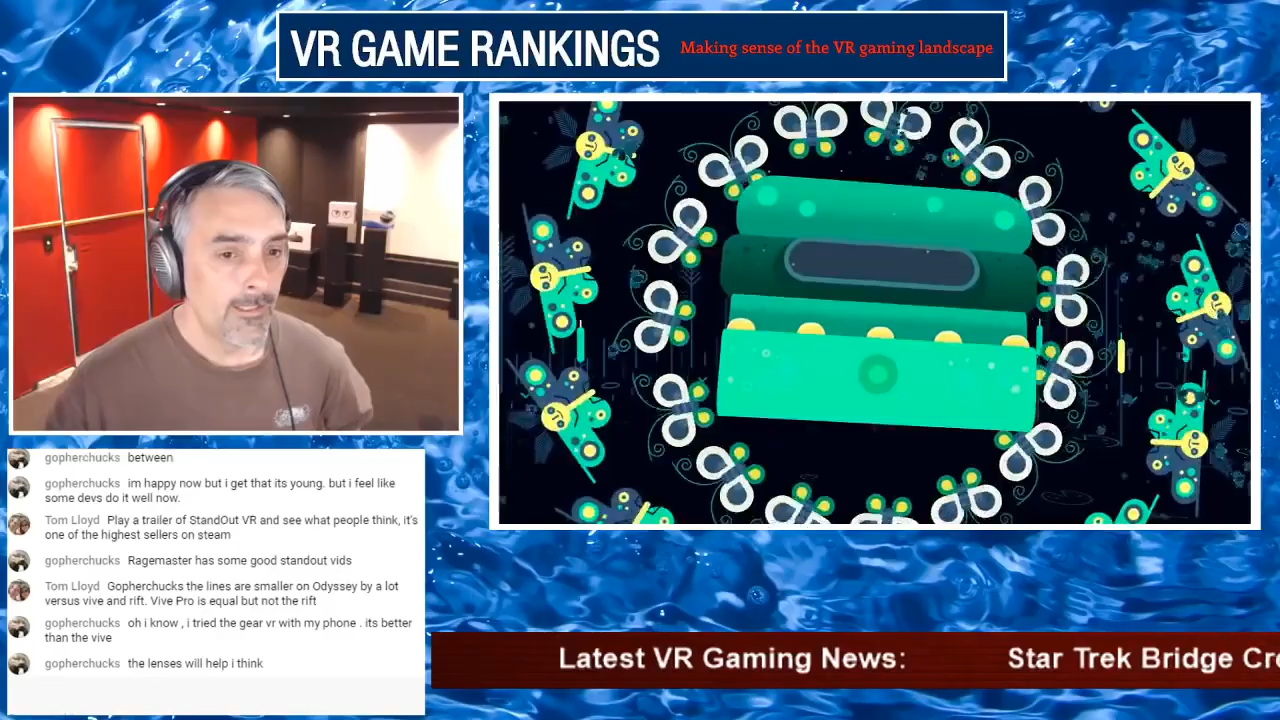 VR GAME RANKINGS
Making sense of the VR gaming landscape
gopherchucks between
gopherchucks im happy now but i get that its young. but i feel like
some devs do it well now.
Tom Lloyd Play a trailer of StandOut VR and see what people think, it's
one of the highest sellers on steam
gopherchucks Ragemaster has some good standout vids
Tom Lloyd Gopherchucks the lines are smaller on Odyssey by a lot
versus vive and rift. Vive Pro is equal but not the rift
gopherchucks oh i know , i tried the gear vr with my phone . its better
than the vive
gopherchucks the lenses will help i think
Latest VR Gaming News: Star Trek Bridge Cre